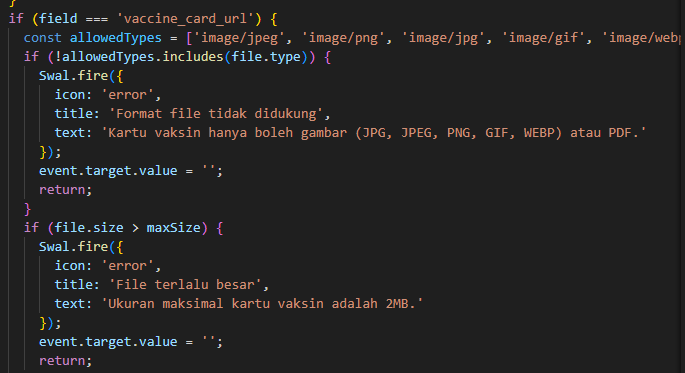 }
if (field === 'vaccine_card_url') {
const allowedTypes = ['image/jpeg', 'image/png', 'image/jpg', 'image/gif', 'image/webp
if (!allowedTypes.includes(file.type)) {
Swal.fire({
icon: 'error',
title: 'Format file tidak didukung',
text: 'Kartu vaksin hanya boleh gambar (JPG, JPEG, PNG, GIF, WEBP) atau PDF.'
});
event.target.value = '';
return;
}
if (file.size > maxSize) {
Swal.fire({
icon: 'error',
title: 'File terlalu besar',
text: 'Ukuran maksimal kartu vaksin adalah 2MB.'
});
event.target.value = '';
return;